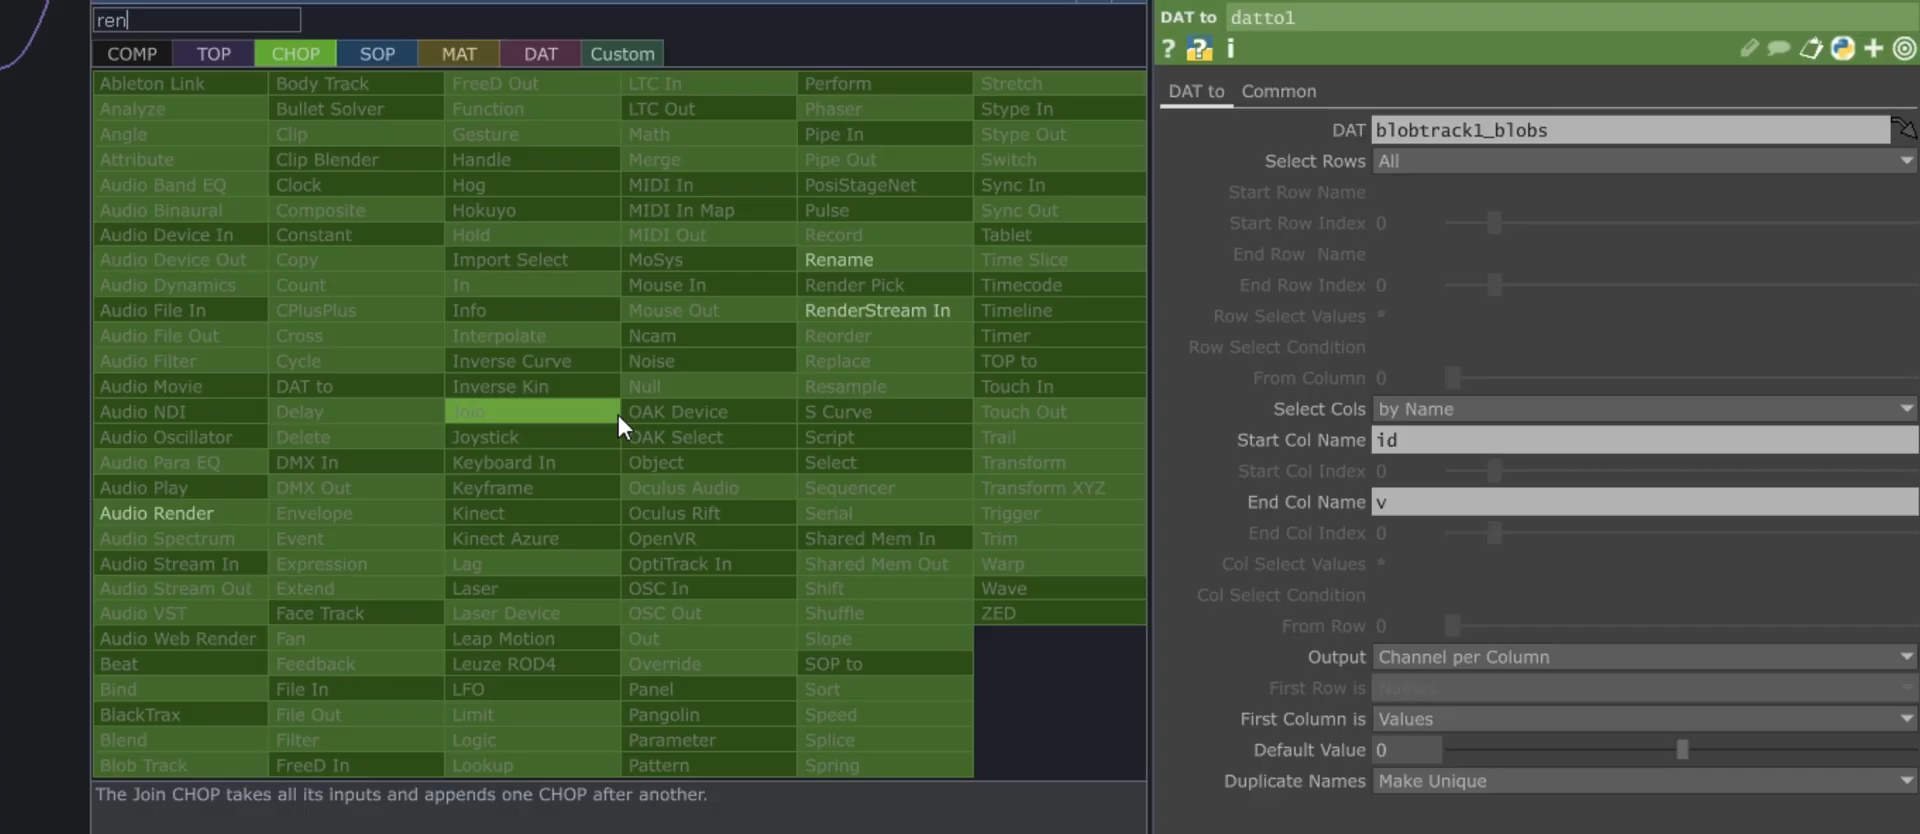 ren
COMP TOP CHOP SOP MAT DAT Custom
Ableton Link Body Track FreeD Out LTC In Perform Stretch
Analyze Bullet Solver Function LTC Out Phaser Stype In
Angle Clip Gesture Math Pipe In Stype Out
Attribute Clip Blender Handle Merge Pipe Out Switch
Audio Band EQ Clock Hog MIDI In PosiStageNet Sync In
Audio Binaural Composite Hokuyo MIDI In Map Pulse Sync Out
Audio Device In Constant Hold MIDI Out Record Tablet
Audio Device Out Copy Import Select MoSys Rename Time Slice
Audio Dynamics Count In Mouse In Render Pick Timecode
Audio File In CPlusPlus Info Mouse Out RenderStream In Timeline
Audio File Out Cross Interpolate Ncam Reorder Timer
Audio Filter Cycle Inverse Curve Noise Replace TOP to
Audio Movie DAT to Inverse Kin Null Resample Touch In
Audio NDI Delay Join OAK Device S Curve Touch Out
Audio Oscillator Delete Joystick OAK Select Script Trail
Audio Para EQ DMX In Keyboard In Object Select Transform
Audio Play DMX Out Keyframe Oculus Audio Sequencer Transform XYZ
Audio Render Envelope Kinect Oculus Rift Serial Trigger
Audio Spectrum Event Kinect Azure OpenVR Shared Mem In Trim
Audio Stream In Expression Lag OptiTrack In Shared Mem Out Warp
Audio Stream Out Extend Laser OSC In Shift Wave
Audio VST Face Track Laser Device OSC Out Shuffle ZED
Audio Web Render Fan Leap Motion Out Slope
Beat Feedback Leuze ROD4 Override SOP to
Bind File In LFO Panel Sort
BlackTrax File Out Limit Pangolin Speed
Blend Filter Logic Parameter Splice
Blob Track FreeD In Lookup Pattern Spring
The Join CHOP takes all its inputs and appends one CHOP after another.
DAT to datto1
? ? i
DAT to Common
DAT blobtrack1_blobs
Select Rows All
Start Row Name
Start Row Index 0
End Row Name
End Row Index 0
Row Select Values *
Row Select Condition
From Column 0
Select Cols by Name
Start Col Name id
Start Col Index 0
End Col Name v
End Col Index 0
Col Select Values *
Col Select Condition
From Row 0
Output Channel per Column
First Row is Names
First Column is Values
Default Value 0
Duplicate Names Make Unique